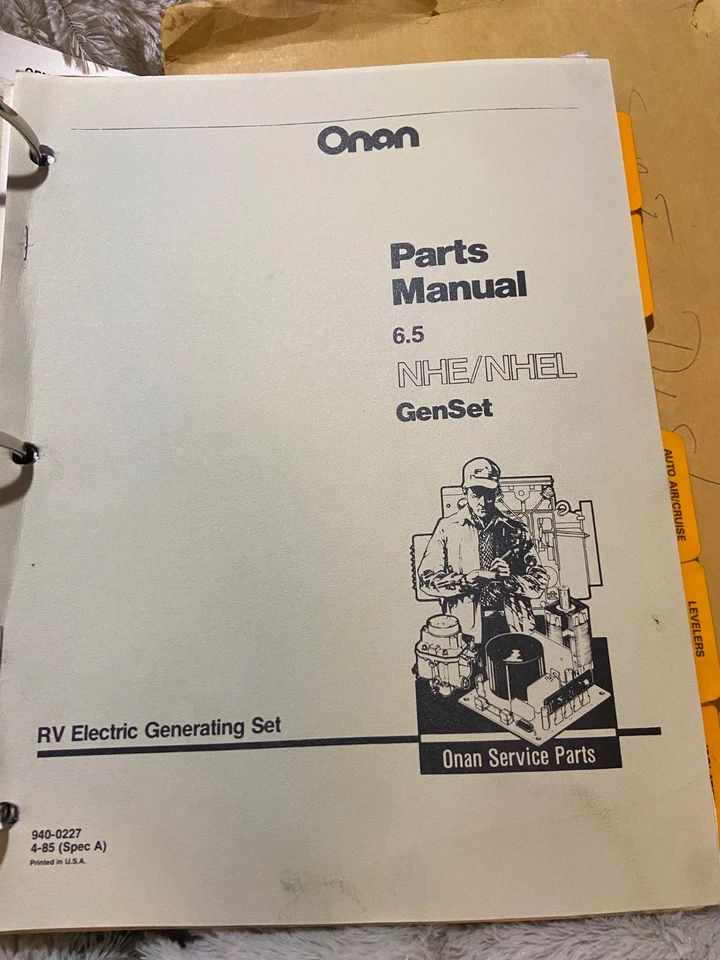 Onan
Parts
Manual
6.5
NHE/NHEL
GenSet
AUTO AIR/CRUISE
LEVELERS
RV Electric Generating Set
Onan Service Parts
940-0227
4-85 (Spec A)
Printed in U.S.A.